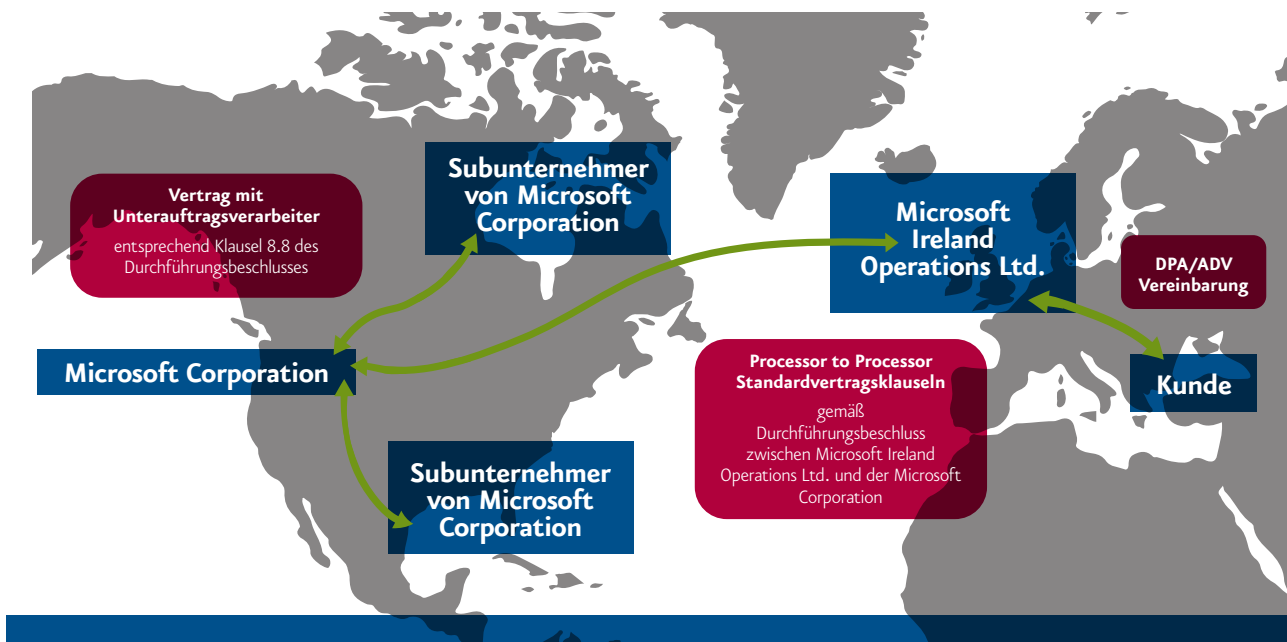 Subunternehmer
von Microsoft
Corporation
Vertrag mit
Unterauftragsverarbeiter
entsprechend Klausel 8.8 des
Durchführungsbeschlusses
Microsoft
Ireland
Operations Ltd.
DPA/ADV
Vereinbarung
Microsoft Corporation
Processor to Processor
Standardvertragsklauseln
gemäß
Durchführungsbeschluss
zwischen Microsoft Ireland
Operations Ltd. und der Microsoft
Corporation
Kunde
Subunternehmer
von Microsoft
Corporation